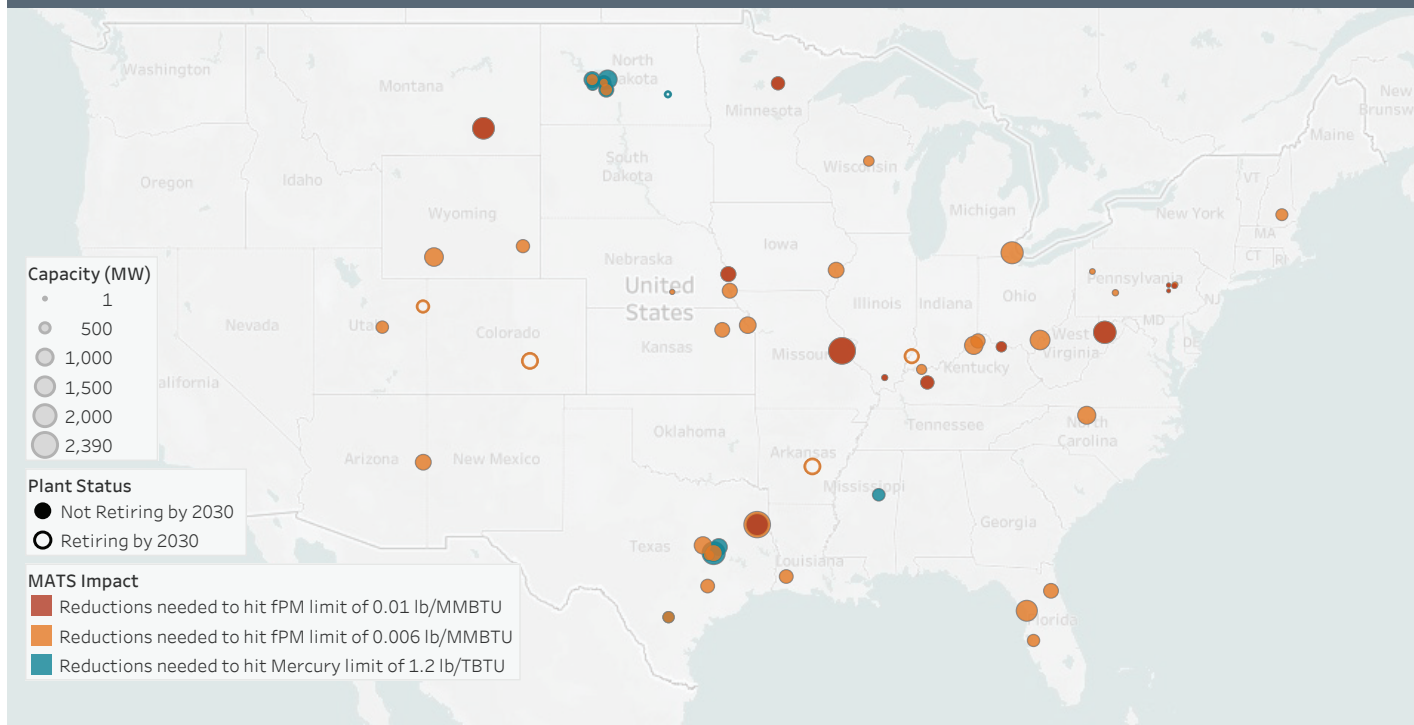 Washington
Montana
North
Dakota
Minnesota
New
Brunsw
Maine
Oregon
Idaho
South
Dakota
Wisconsin
VT
Wyoming
Michigan
New York
MA
CT
RI
Iowa
Nebraska
United
States
Pennsylvania
NJ
Nevada
Utah
Colorado
Kansas
Missouri
Illinois
Indiana
Ohio
MD
DE
West
Virginia
Kentucky
alifornia
Arizona
New Mexico
Oklahoma
Arkansas
Tennessee
North
Carolina
Mississippi
Georgia
Texas
Louisiana
Florida
Capacity (MW)
1
500
1,000
1,500
2,000
2,390
Plant Status
Not Retiring by 2030
Retiring by 2030
MATS Impact
Reductions needed to hit fPM limit of 0.01 lb/MMBTU
Reductions needed to hit fPM limit of 0.006 lb/MMBTU
Reductions needed to hit Mercury limit of 1.2 lb/TBTU